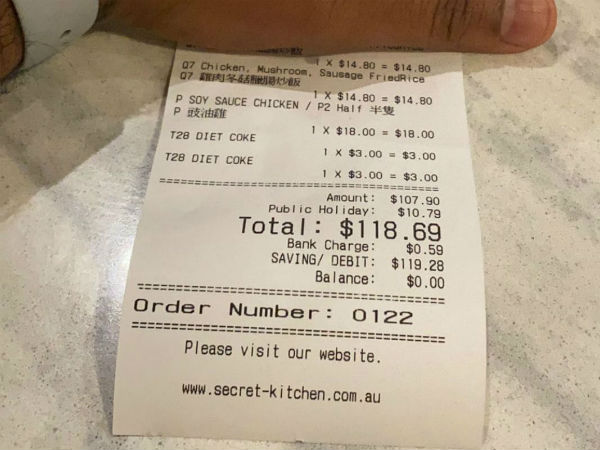 1 X $14.80 = $14.80
Q7 Chicken, Mushroom, Sausage FriedRice
Q7 雞肉冬菇臘腸炒飯
1 X $14.80 = $14.80
P SOY SAUCE CHICKEN / P2 Half 半隻
P 豉油雞
1 X $18.00 = $18.00
T28 DIET COKE
1 X $3.00 = $3.00
T28 DIET COKE
1 X $3.00 = $3.00
Amount: $107.90
Public Holiday: $10.79
Total: $118.69
Bank Charge: $0.59
SAVING/ DEBIT: $119.28
Balance: $0.00
Order Number: 0122
Please visit our website.
www.secret-kitchen.com.au